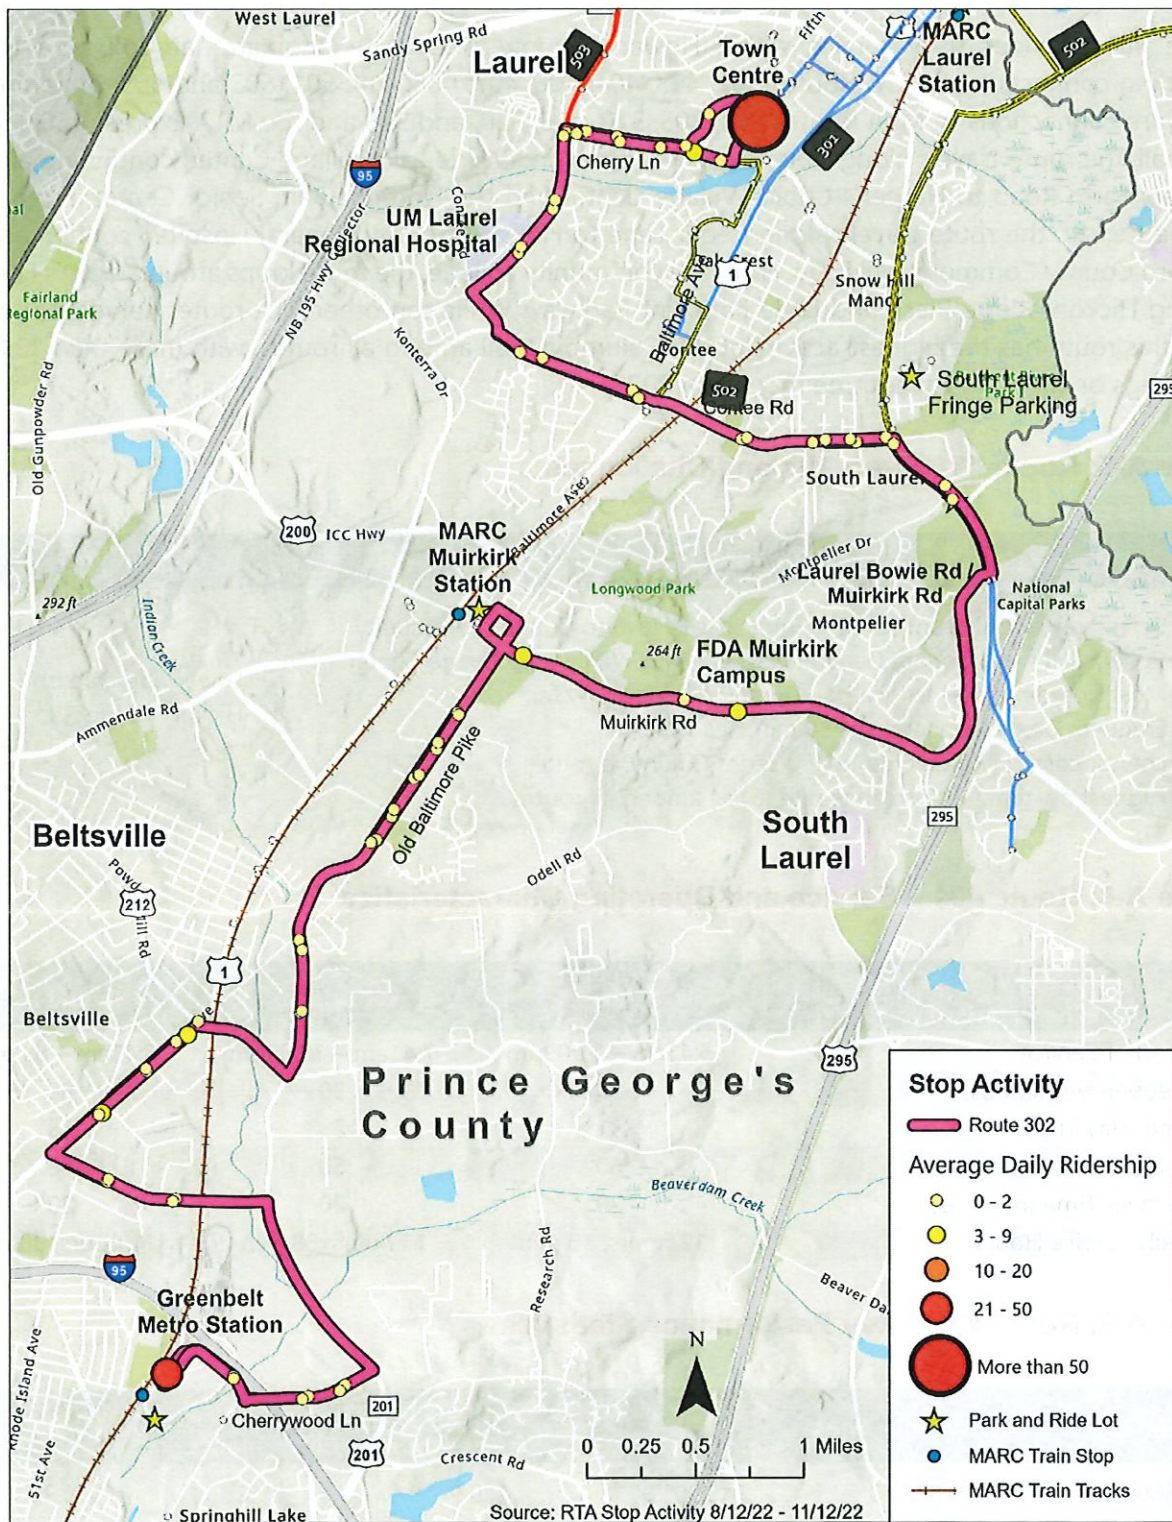 West Laurel
Sandy Spring Rd
Laurel
503
Fifth
1
MARC
Laurel
Station
502
Town
Centre
301
95
Cherry Ln
UM Laurel
Regional Hospital
NB I95 Hwy Collector
Fairland
Regional Park
Old Gunpowder Rd
Konterra Dr
Baltimore Ave
1
Snow Hill
Manor
502
Contee Rd
South Laurel
Fringe Parking
295
South Laurel
200
ICC Hwy
Baltimore Ave
MARC
Muirkirk
Station
Longwood Park
Montpelier Dr
Laurel Bowie Rd /
Muirkirk Rd
Montpelier
National
Capital Parks
292 ft
Indian Creek
264 ft
FDA Muirkirk
Campus
Muirkirk Rd
Ammendale Rd
Old Baltimore Pike
Beltsville
Odell Rd
South
Laurel
295
212
1
Beltsville
295
Prince George's
County
Beaverdam Creek
Research Rd
Beaver
95
Greenbelt
Metro Station
Rhode Island Ave
51st Ave
Cherrywood Ln
201
201
Crescent Rd
Springhill Lake
N
0 0.25 0.5 1 Miles
Source: RTA Stop Activity 8/12/22 - 11/12/22
Stop Activity
Route 302
Average Daily Ridership
0 - 2
3 - 9
10 - 20
21 - 50
More than 50
Park and Ride Lot
MARC Train Stop
MARC Train Tracks